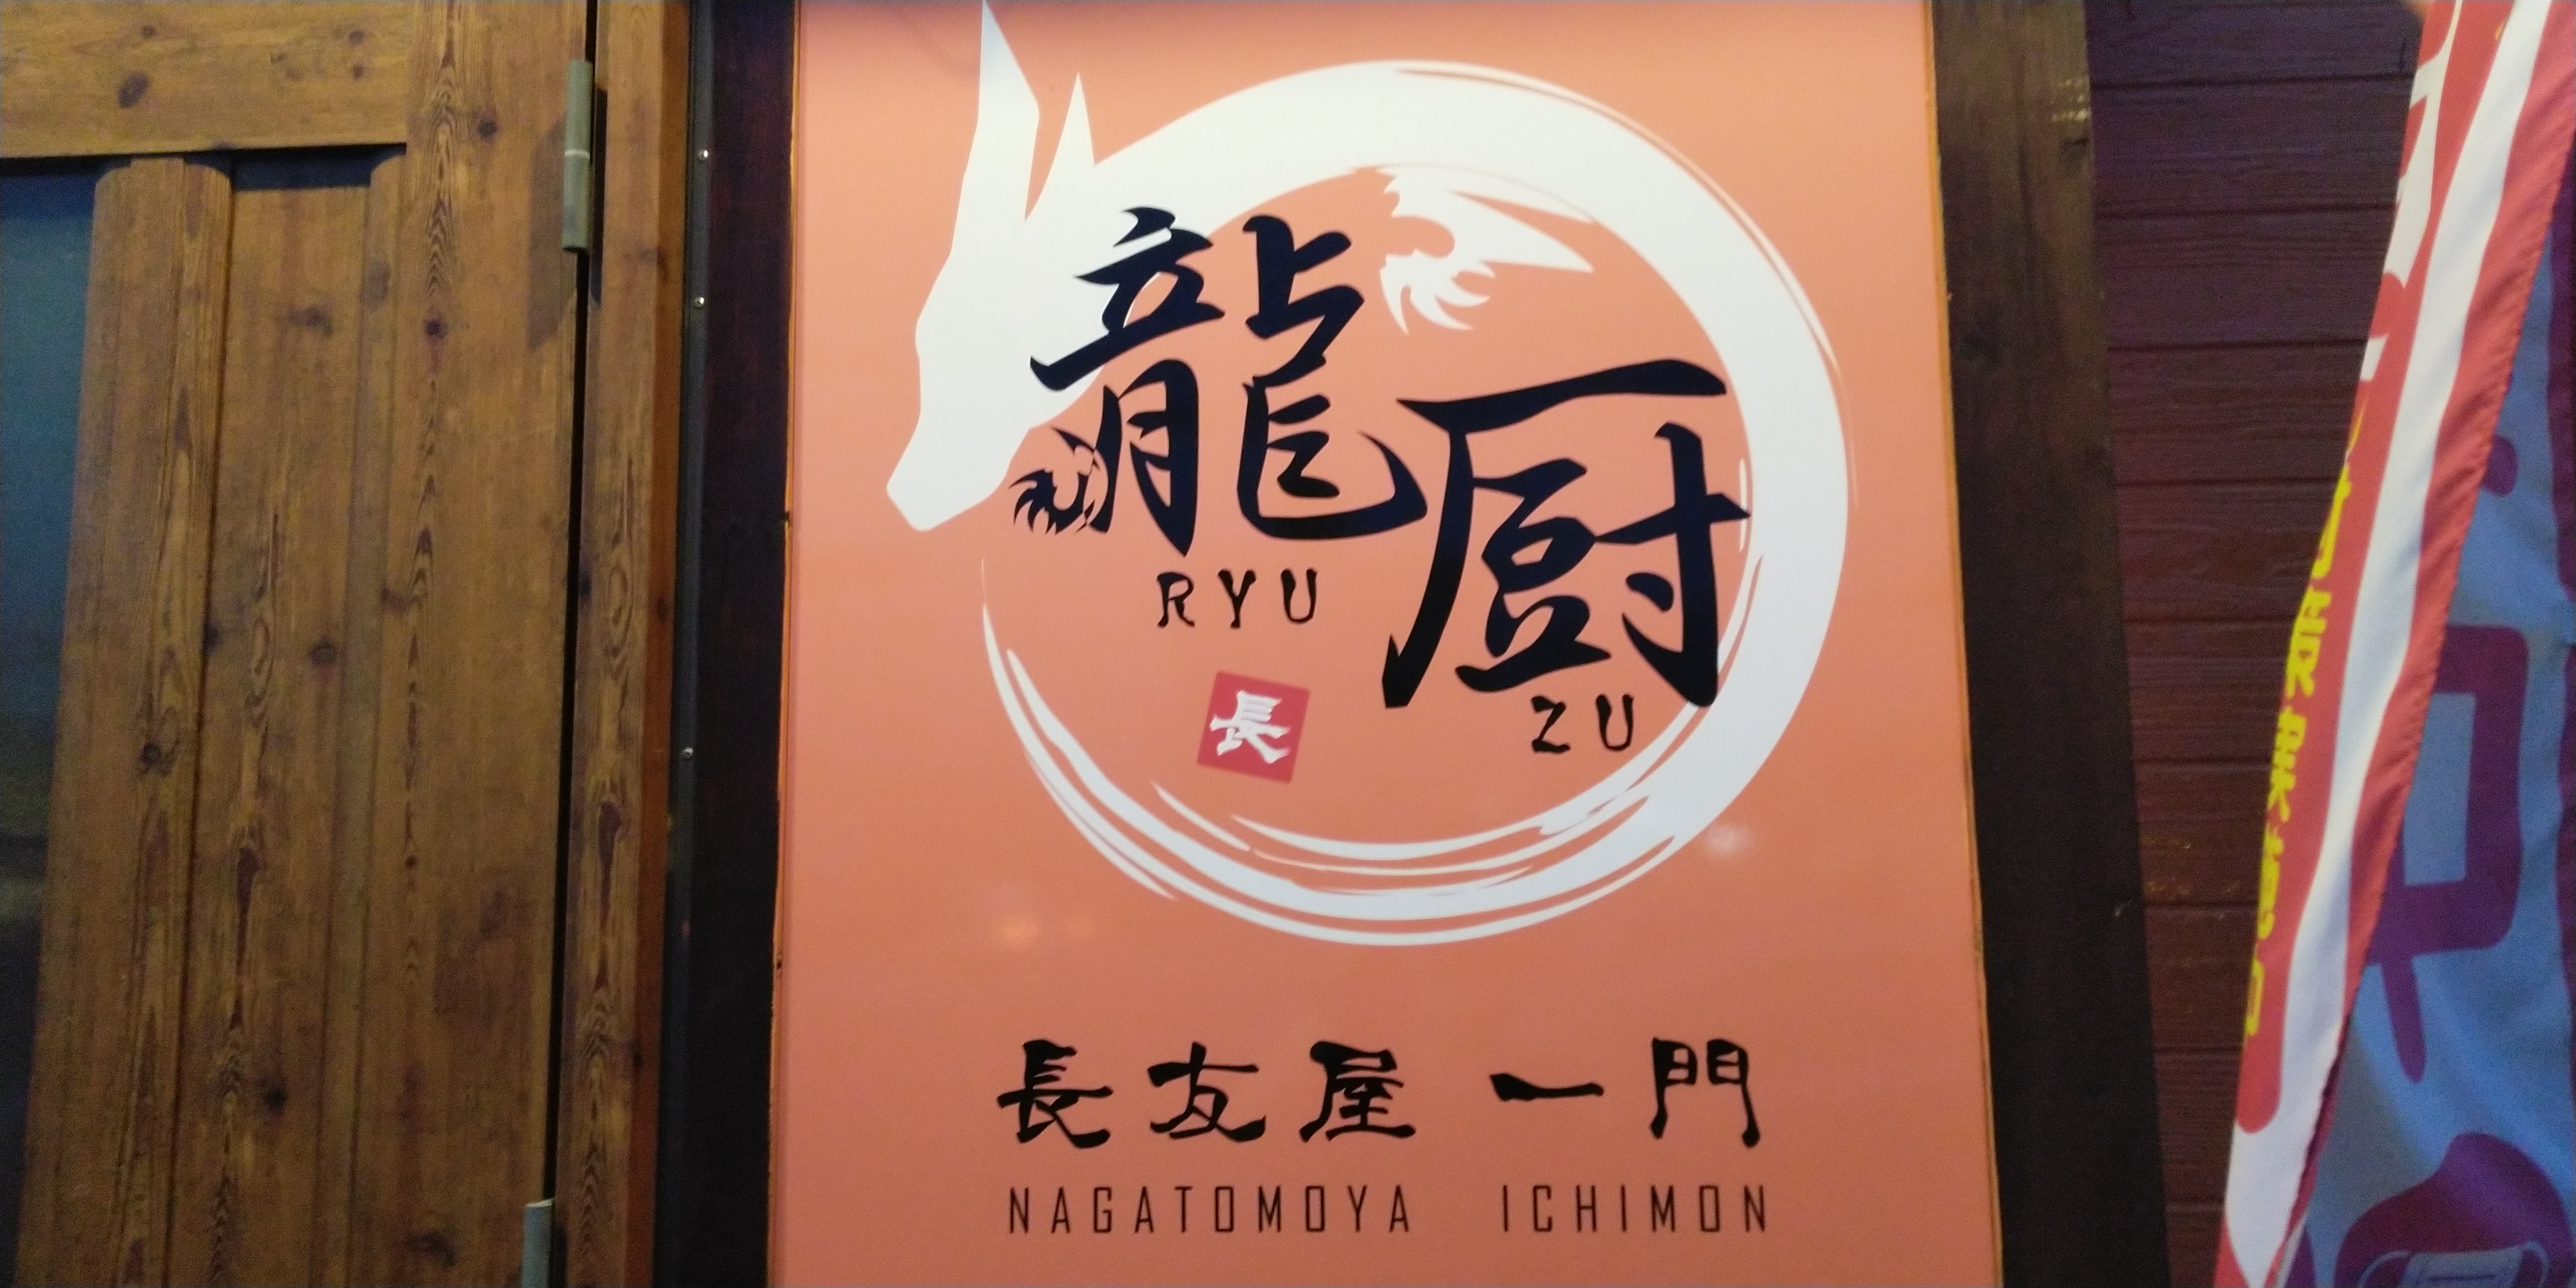 龍厨
RYU
ZU
長
長友屋 一門
NAGATOMOYA ICHIMON